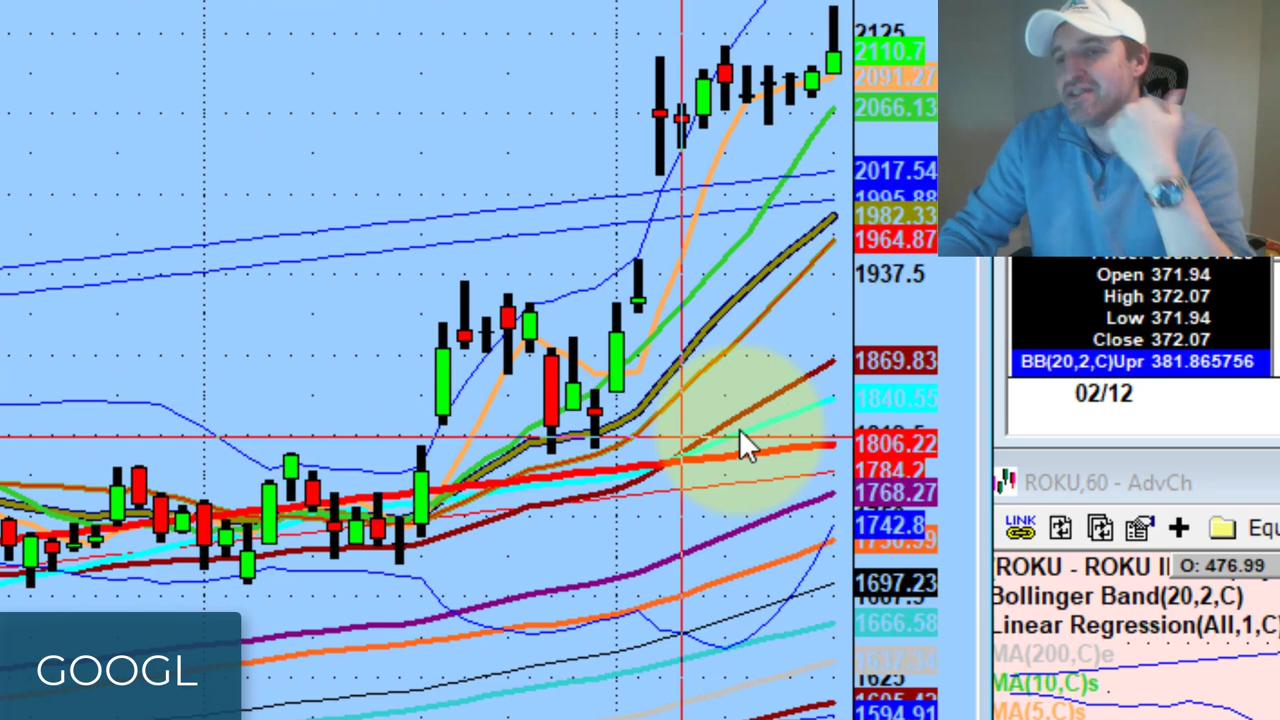 2125
2110.7
2091.27
2066.13
2017.54
1995.88
1982.33
1964.87
1937.5
1869.83
1840.55
1806.22
1784.2
1768.27
1742.8
1697.23
1666.58
1625
1594.91
GOOGL
Open 371.94
High 372.07
Low 371.94
Close 372.07
BB(20,2,C)Upr 381.865756
02/12
ROKU,60 - AdvCh
LINK
ROKU - ROKU I
O: 476.99
Bollinger Band(20,2,C)
Linear Regression(All,1,C)
MA(200,C)e
MA(10,C)s
MA(5,C)s